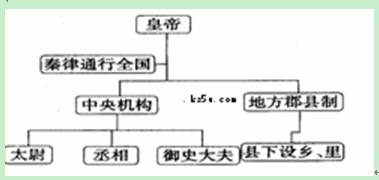 皇帝
秦律通行全国
中央机构
.ks5u.com
地方郡县制
太尉
丞相
御史大夫
县下设乡、里